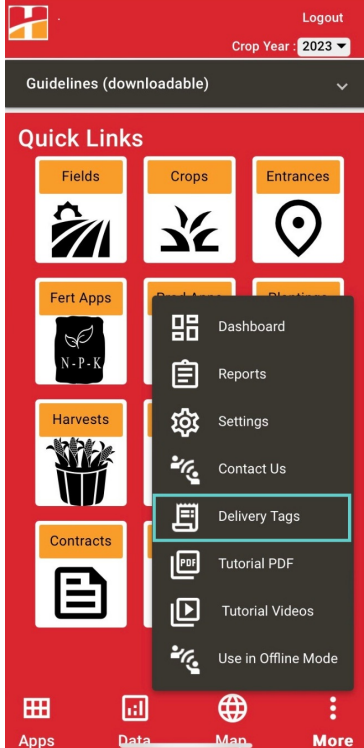 Logout
Crop Year : 2023
Guidelines (downloadable)
Quick Links
Fields
Crops
Entrances
Fert Apps
N-P-K
Harvests
Contracts
Dashboard
Reports
Settings
Contact Us
Delivery Tags
PDF
Tutorial PDF
Tutorial Videos
Use in Offline Mode
Apps
Data
Map
More